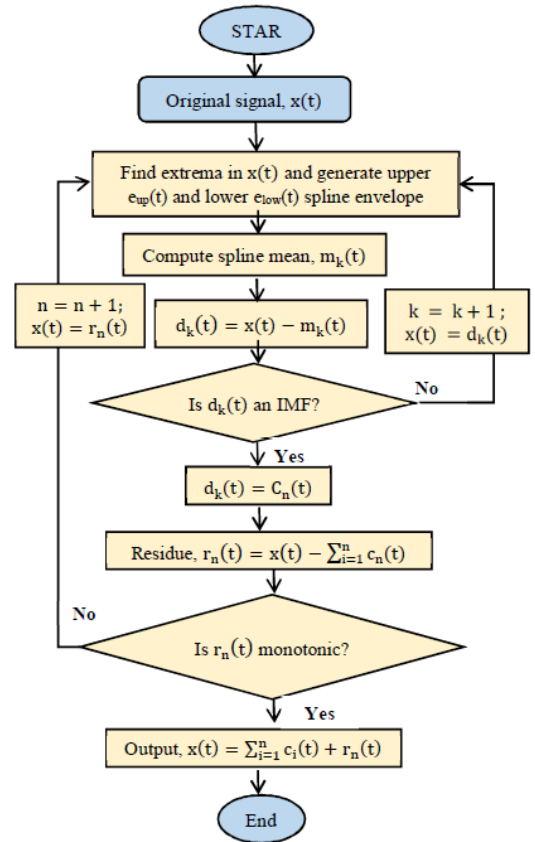 STAR
Original signal, x(t)
Find extrema in x(t) and generate upper
eup(t) and lower elow(t) spline envelope
Compute spline mean, mₖ(t)
n = n + 1;
x(t) = rₙ(t)
dₖ(t) = x(t) − mₖ(t)
k = k + 1 ;
x(t) = dₖ(t)
No
Is dₖ(t) an IMF?
Yes
dₖ(t) = Cₙ(t)
Residue, rₙ(t) = x(t) − ∑ⁿᵢ₌₁ cₙ(t)
No
Is rₙ(t) monotonic?
Yes
Output, x(t) = ∑ⁿᵢ₌₁ cᵢ(t) + rₙ(t)
End